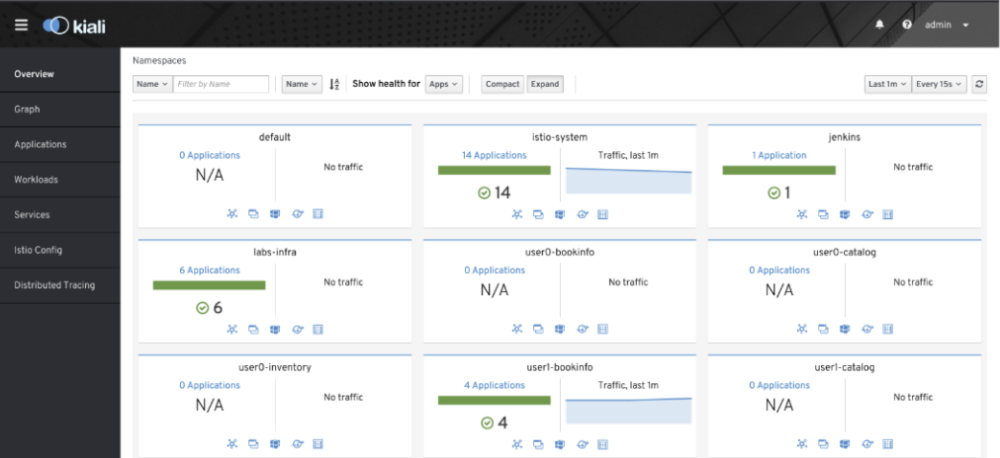 kiali
admin
Overview
Graph
Applications
Workloads
Services
Istio Config
Distributed Tracing
Namespaces
Name Filter by Name Name Show health for Apps Compact Expand Last 1m Every 15s
default
0 Applications
N/A
No traffic
istio-system
14 Applications
14
Traffic, last 1m
jenkins
1 Application
1
No traffic
labs-infra
6 Applications
6
No traffic
user0-bookinfo
0 Applications
N/A
No traffic
user0-catalog
0 Applications
N/A
No traffic
user0-inventory
0 Applications
N/A
No traffic
user1-bookinfo
4 Applications
4
Traffic, last 1m
user1-catalog
0 Applications
N/A
No traffic